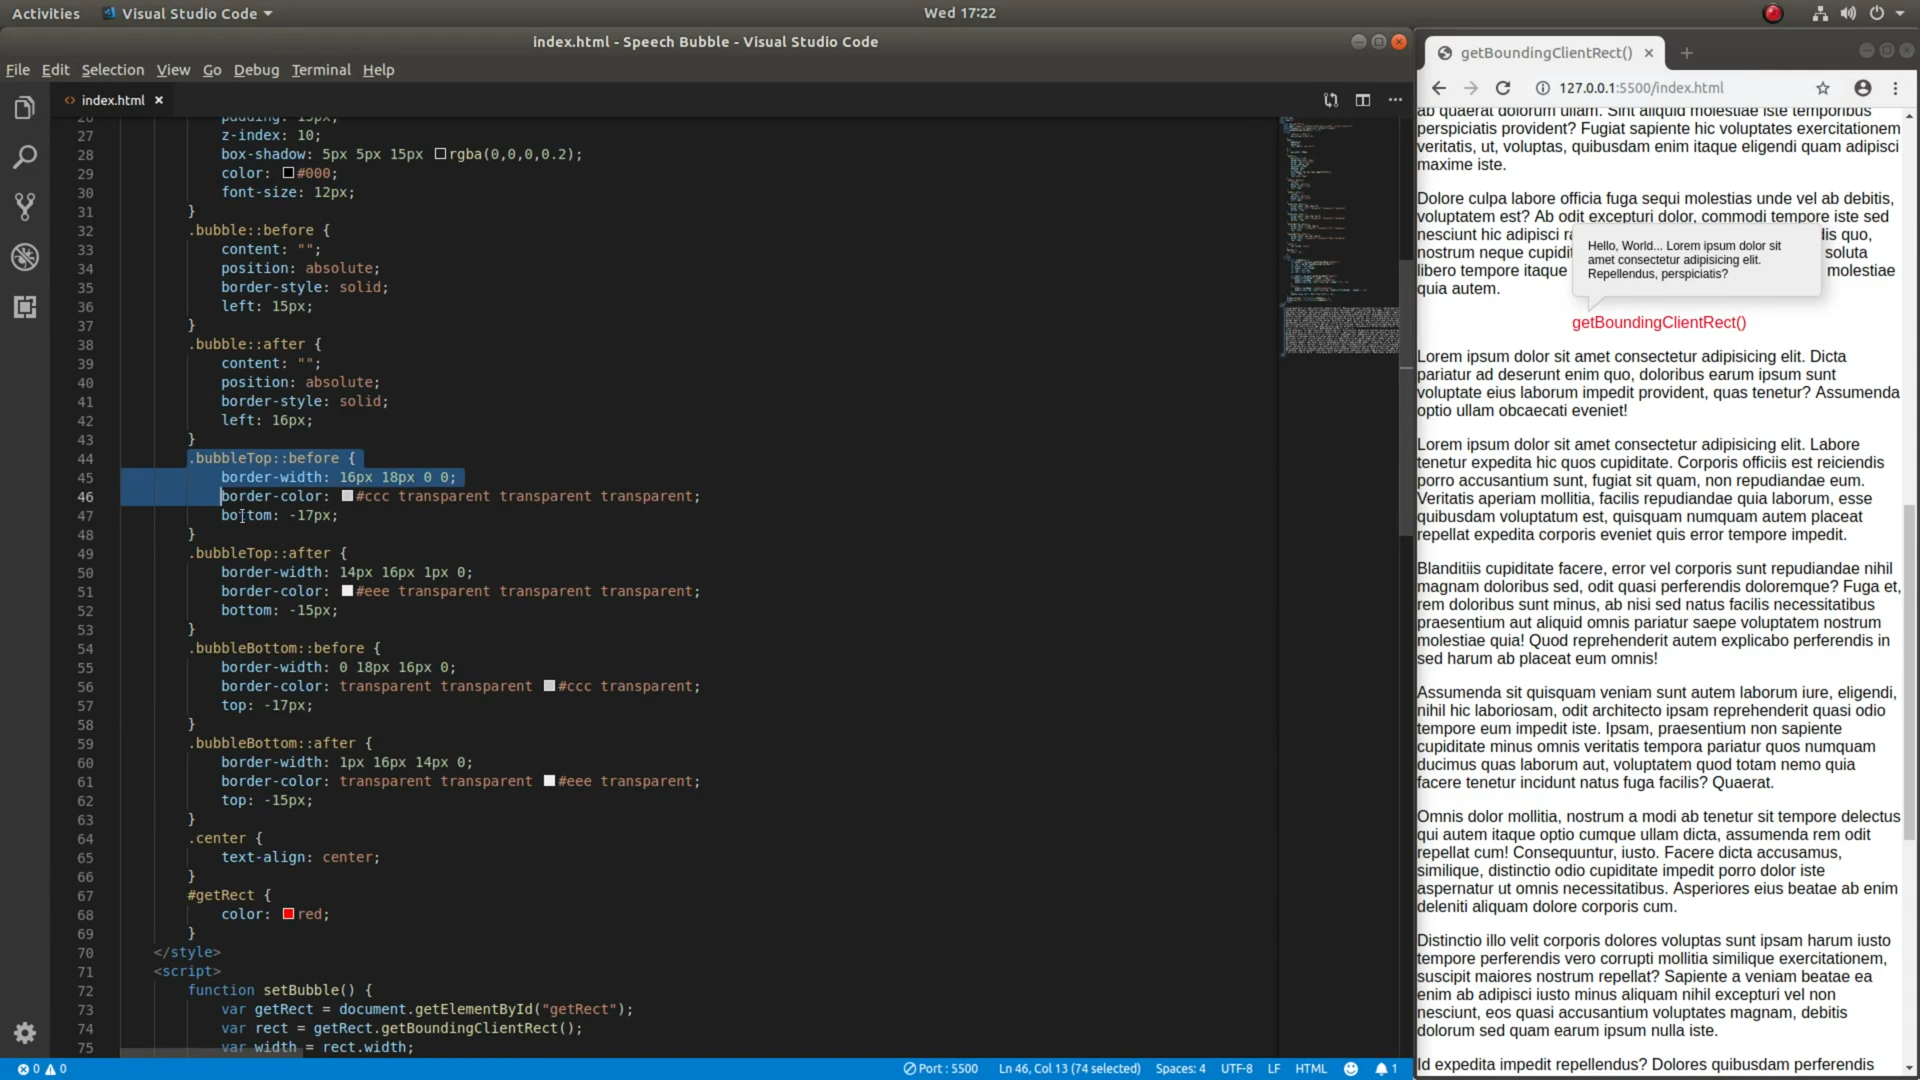 Activities
Visual Studio Code
Wed 17:22
index.html - Speech Bubble - Visual Studio Code
File Edit Selection View Go Debug Terminal Help
index.html
26 padding: 15px;
27 z-index: 10;
28 box-shadow: 5px 5px 15px rgba(0,0,0,0.2);
29 color: #000;
30 font-size: 12px;
31 }
32 .bubble::before {
33 content: "";
34 position: absolute;
35 border-style: solid;
36 left: 15px;
37 }
38 .bubble::after {
39 content: "";
40 position: absolute;
41 border-style: solid;
42 left: 16px;
43 }
44 .bubbleTop::before {
45 border-width: 16px 18px 0 0;
46 border-color: #ccc transparent transparent transparent;
47 bottom: -17px;
48 }
49 .bubbleTop::after {
50 border-width: 14px 16px 1px 0;
51 border-color: #eee transparent transparent transparent;
52 bottom: -15px;
53 }
54 .bubbleBottom::before {
55 border-width: 0 18px 16px 0;
56 border-color: transparent transparent #ccc transparent;
57 top: -17px;
58 }
59 .bubbleBottom::after {
60 border-width: 1px 16px 14px 0;
61 border-color: transparent transparent #eee transparent;
62 top: -15px;
63 }
64 .center {
65 text-align: center;
66 }
67 #getRect {
68 color: red;
69 }
70 </style>
71 <script>
72 function setBubble() {
73 var getRect = document.getElementById("getRect");
74 var rect = getRect.getBoundingClientRect();
75 var width = rect.width;
0 0
Port : 5500
Ln 46, Col 13 (74 selected)
Spaces: 4
UTF-8
LF
HTML
1
getBoundingClientRect()
127.0.0.1:5500/index.html
ab quaerat dolorum ullam. Sint aliquid molestiae iste temporibus
perspiciatis provident? Fugiat sapiente hic voluptates exercitationem
veritatis, ut, voluptas, quibusdam enim itaque eligendi quam adipisci
maxime iste.
Dolore culpa labore officia fuga sequi molestias unde vel ab debitis,
voluptatem est? Ab odit excepturi dolor, commodi tempore iste sed
nesciunt hic adipisci ra dis quo,
nostrum neque cupidit soluta
libero tempore itaque molestiae
quia autem.
Hello, World... Lorem ipsum dolor sit
amet consectetur adipisicing elit.
Repellendus, perspiciatis?
getBoundingClientRect()
Lorem ipsum dolor sit amet consectetur adipisicing elit. Dicta
pariatur ad deserunt enim quo, doloribus earum ipsum sunt
voluptate eius laborum impedit provident, quas tenetur? Assumenda
optio ullam obcaecati eveniet!
Lorem ipsum dolor sit amet consectetur adipisicing elit. Labore
tenetur expedita hic quos cupiditate. Corporis officiis est reiciendis
porro accusantium sunt, fugiat sit quam, non repudiandae eum.
Veritatis aperiam mollitia, facilis repudiandae quia laborum, esse
quibusdam voluptatum est, quisquam numquam autem placeat
repellat expedita corporis eveniet quis error tempore impedit.
Blanditiis cupiditate facere, error vel corporis sunt repudiandae nihil
magnam doloribus sed, odit quasi perferendis doloremque? Fuga et,
rem doloribus sunt minus, ab nisi sed natus facilis necessitatibus
praesentium aut aliquid omnis pariatur saepe voluptatem nostrum
molestiae quia! Quod reprehenderit autem explicabo perferendis in
sed harum ab placeat eum omnis!
Assumenda sit quisquam veniam sunt autem laborum iure, eligendi,
nihil hic laboriosam, odit architecto ipsam reprehenderit quasi odio
tempore eum impedit iste. Ipsam, praesentium non sapiente
cupiditate minus omnis veritatis tempora pariatur quos numquam
ducimus quas laborum aut, voluptatem quod totam nemo quia
facere tenetur incidunt natus fuga facilis? Quaerat.
Omnis dolor mollitia, nostrum a modi ab tenetur sit tempore delectus
qui autem itaque optio cumque ullam dicta, assumenda rem odit
repellat cum! Consequuntur, iusto. Facere dicta accusamus,
similique, distinctio odio cupiditate impedit porro dolor iste
aspernatur ut omnis necessitatibus. Asperiores eius beatae ab enim
deleniti aliquam dolore corporis cum.
Distinctio illo velit corporis dolores voluptas sunt ipsam harum iusto
tempore perferendis vero corrupti mollitia similique exercitationem,
suscipit maiores nostrum repellat? Sapiente a veniam beatae ea
enim ab adipisci iusto minus aliquam nihil excepturi vel non
nesciunt, eos quasi accusantium voluptates magnam, debitis
dolorum sed quam earum ipsum nulla iste.
Id expedita impedit repellendus? Dolores quibusdam perferendis